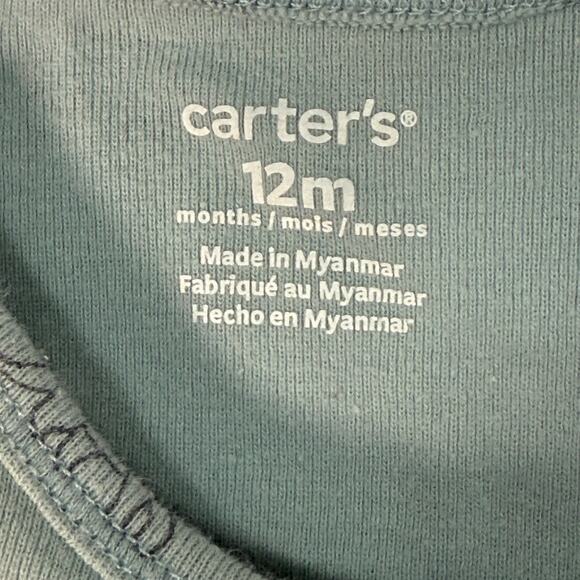 carter's®
12m
months / mois / meses
Made in Myanmar
Fabriqué au Myanmar
Hecho en Myanmar